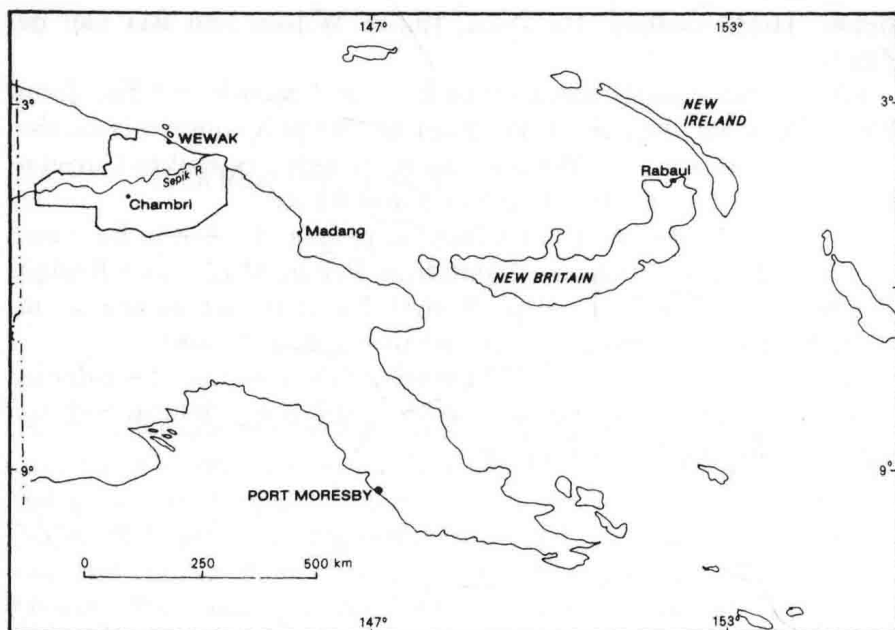 147° 153°
3° 3°
NEW
IRELAND
WEWAK
Rabaul
Sepik R.
Chambri
Madang
NEW BRITAIN
9° 9°
PORT MORESBY
0 250 500 km
147° 153°